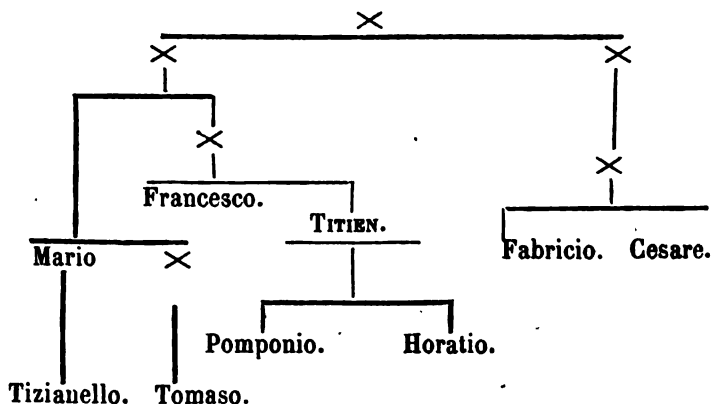 Francesco.
TITIEN.
Mario
Fabricio. Cesare.
Pomponio. Horatio.
Tizianello. Tomaso.